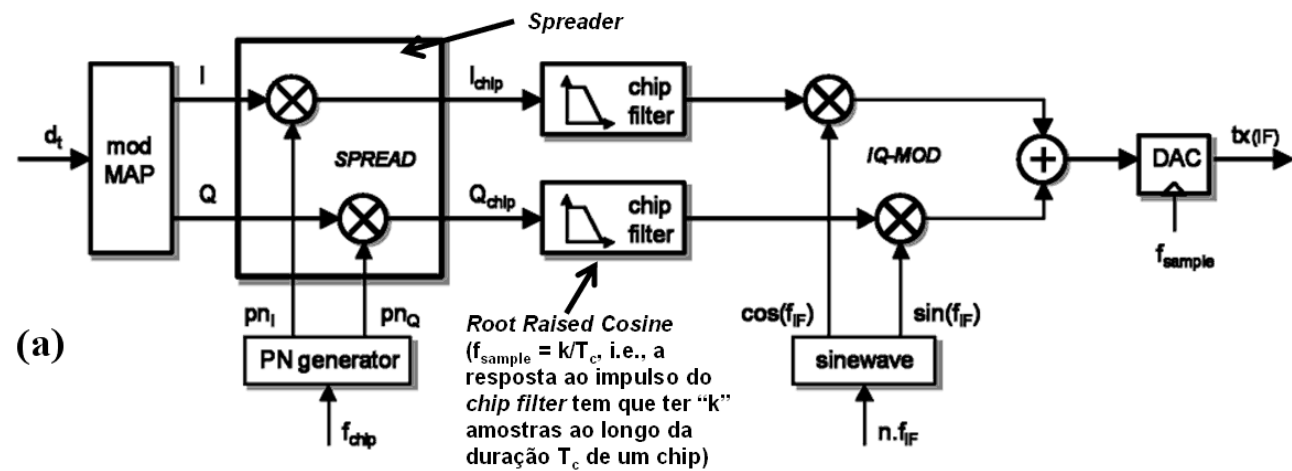 Spreader
I
I_chip
chip
filter
d_t
mod
MAP
SPREAD
IQ-MOD
DAC
tx(IF)
Q
Q_chip
chip
filter
f_sample
pn_I
pn_Q
cos(f_IF)
sin(f_IF)
(a)
PN generator
sinewave
f_chip
n.f_IF
Root Raised Cosine
(f_sample = k/T_c, i.e., a
resposta ao impulso do
chip filter tem que ter “k”
amostras ao longo da
duração T_c de um chip)